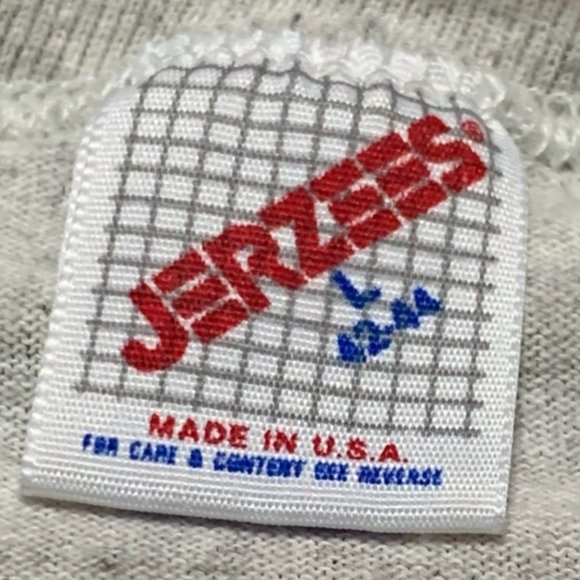 JERZEES®
L
42-44
MADE IN U.S.A.
FOR CARE & CONTENT SEE REVERSE